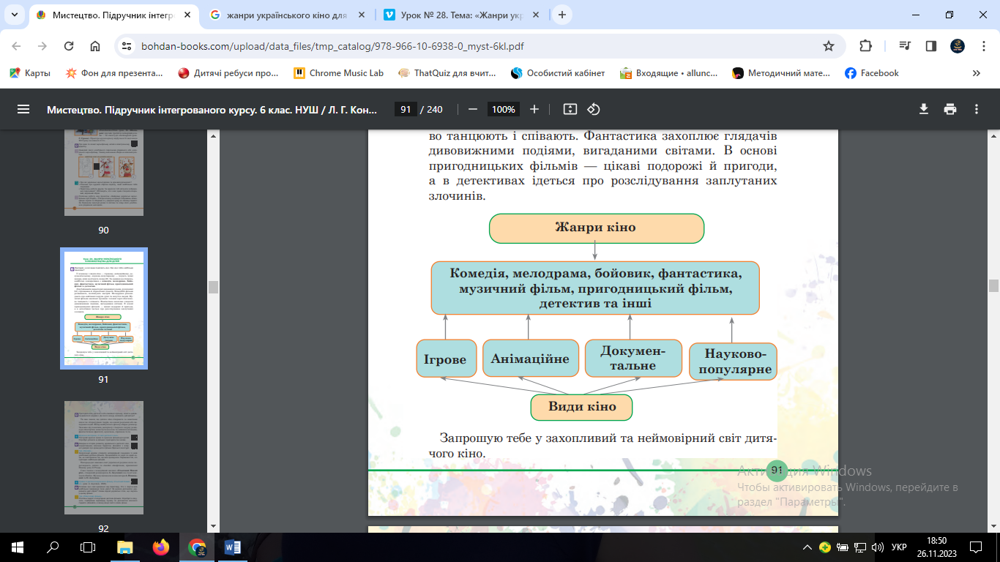 Мистецтво. Підручник інтегро
жанри українського кіно для
Урок № 28. Тема: «Жанри укр
bohdan-books.com/upload/data_files/tmp_catalog/978-966-10-6938-0_myst-6kl.pdf
Карты
Фон для презента...
Дитячі ребуси про...
Chrome Music Lab
ThatQuiz для вчит...
Особистий кабінет
Входящие • allunc...
Методичний мате...
Facebook
Мистецтво. Підручник інтегрованого курсу. 6 клас. НУШ / Л. Г. Кон...
91 / 240
100%
90
91
92
во танцюють і співають. Фантастика захоплює глядачів
дивовижними подіями, вигаданими світами. В основі
пригодницьких фільмів — цікаві подорожі й пригоди,
а в детективах ідеться про розслідування заплутаних
злочинів.
Жанри кіно
Комедія, мелодрама, бойовик, фантастика,
музичний фільм, пригодницький фільм,
детектив та інші
Ігрове
Анімаційне
Докумен-
тальне
Науково-
популярне
Види кіно
Запрошую тебе у захопливий та неймовірний світ дитя-
чого кіно.
91
Активация Windows
Чтобы активировать Windows, перейдите в
раздел "Параметры".
УКР
18:50
26.11.2023